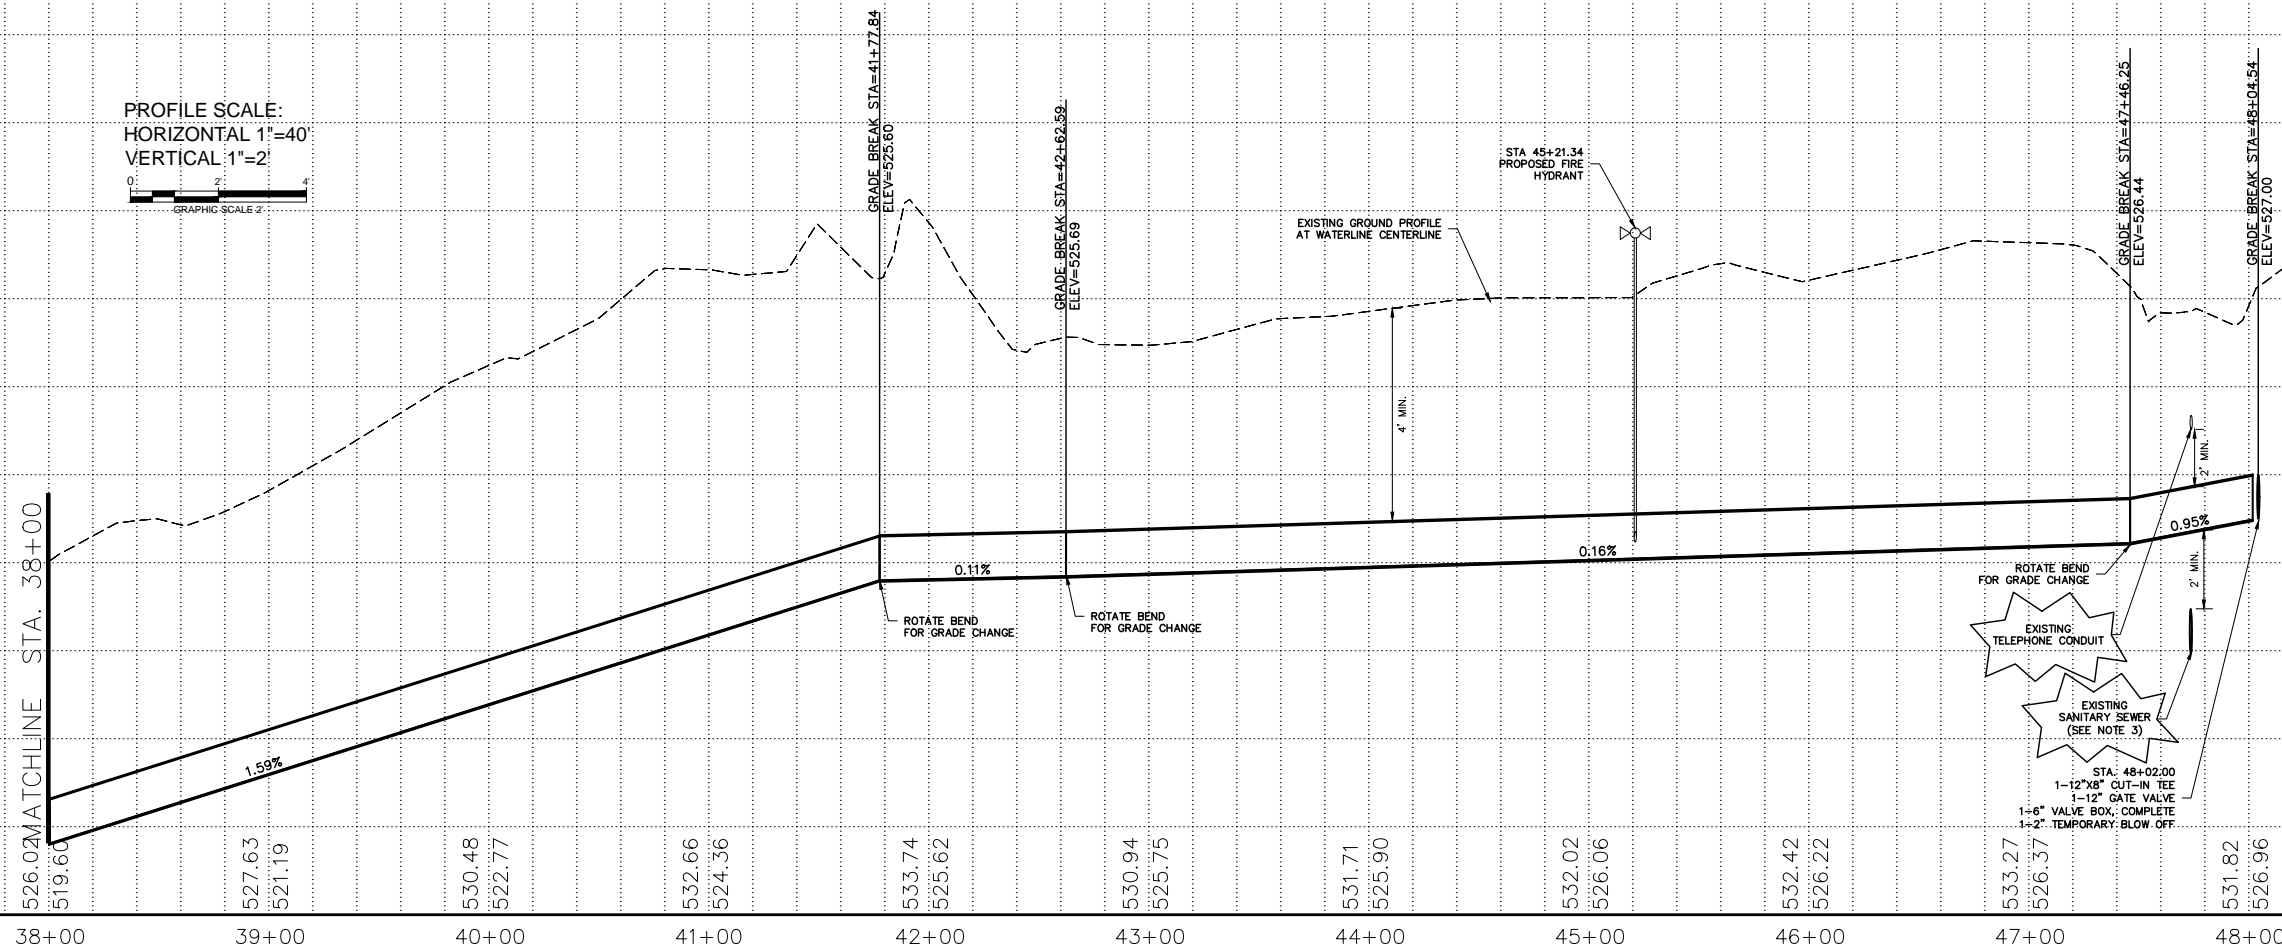 PROFILE SCALE:
HORIZONTAL 1"=40'
VERTICAL 1"=2'
0 2' 4'
GRAPHIC SCALE 2'
GRADE BREAK STA=41+77.84
ELEV=525.60
GRADE BREAK STA=42+62.59
ELEV=525.69
STA 45+21.34
PROPOSED FIRE
HYDRANT
EXISTING GROUND PROFILE
AT WATERLINE CENTERLINE
GRADE BREAK STA=47+46.25
ELEV=526.44
GRADE BREAK STA=48+04.54
ELEV=527.00
4' MIN.
2' MIN.
2' MIN.
MATCHLINE STA. 38+00
1.59%
0.11%
0.16%
0.95%
ROTATE BEND
FOR GRADE CHANGE
ROTATE BEND
FOR GRADE CHANGE
ROTATE BEND
FOR GRADE CHANGE
EXISTING
TELEPHONE CONDUIT
EXISTING
SANITARY SEWER
(SEE NOTE 3)
STA. 48+02.00
1-12"X8" CUT-IN TEE
1-12" GATE VALVE
1-6" VALVE BOX, COMPLETE
1-2" TEMPORARY BLOW OFF
526.02
519.60
527.63
521.19
530.48
522.77
532.66
524.36
533.74
525.62
530.94
525.75
531.71
525.90
532.02
526.06
532.42
526.22
533.27
526.37
531.82
526.96
38+00 39+00 40+00 41+00 42+00 43+00 44+00 45+00 46+00 47+00 48+00